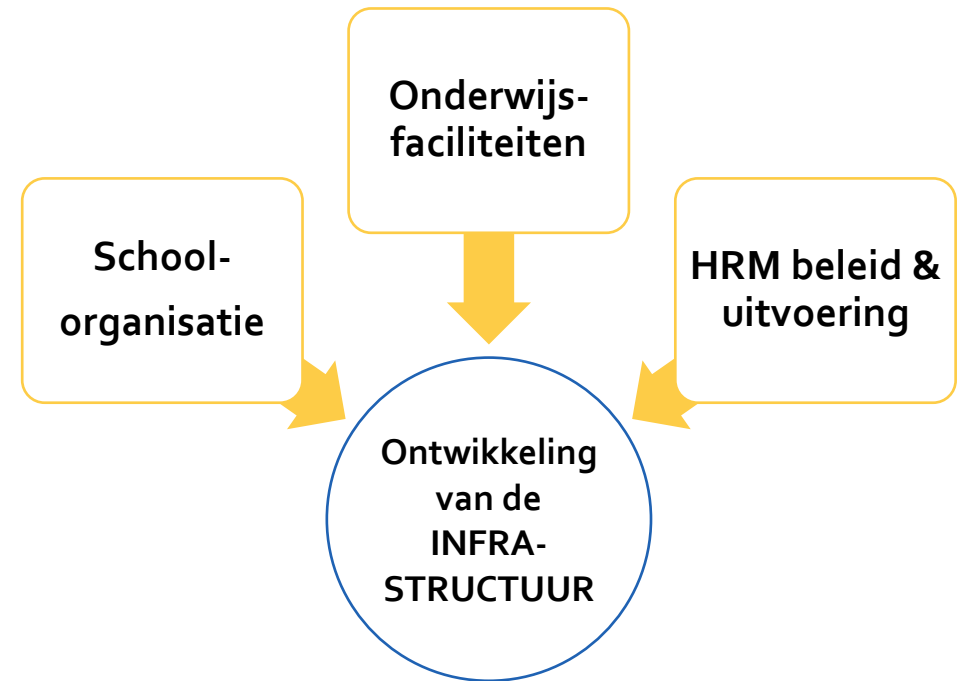 Onderwijs-
faciliteiten
School-
organisatie
HRM beleid &
uitvoering
Ontwikkeling
van de
INFRA-
STRUCTUUR